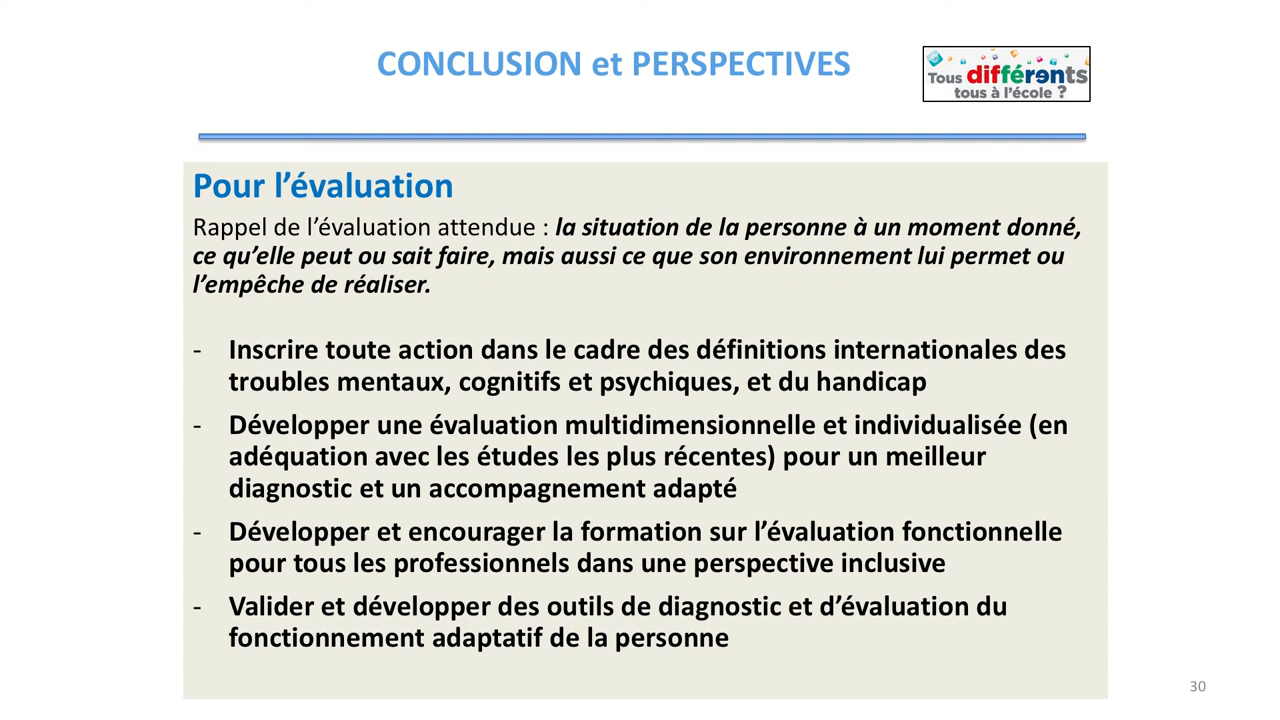 CONCLUSION et PERSPECTIVES
Tous différents
tous à l'école ?
Pour l’évaluation
Rappel de l’évaluation attendue : la situation de la personne à un moment donné,
ce qu’elle peut ou sait faire, mais aussi ce que son environnement lui permet ou
l’empêche de réaliser.
- Inscrire toute action dans le cadre des définitions internationales des
troubles mentaux, cognitifs et psychiques, et du handicap
- Développer une évaluation multidimensionnelle et individualisée (en
adéquation avec les études les plus récentes) pour un meilleur
diagnostic et un accompagnement adapté
- Développer et encourager la formation sur l’évaluation fonctionnelle
pour tous les professionnels dans une perspective inclusive
- Valider et développer des outils de diagnostic et d’évaluation du
fonctionnement adaptatif de la personne
30